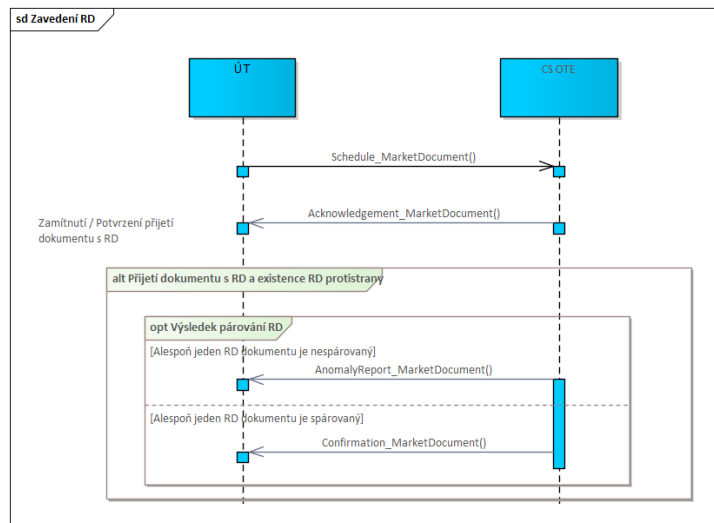 sd Zavedení RD
ÚT
CS OTE
Schedule_MarketDocument()
Acknowledgement_MarketDocument()
Zamítnutí / Potvrzení přijetí
dokumentu s RD
alt Přijetí dokumentu s RD a existence RD protistrany
opt Výsledek párování RD
[Alespoň jeden RD dokumentu je nespárovaný]
AnomalyReport_MarketDocument()
[Alespoň jeden RD dokumentu je spárovaný]
Confirmation_MarketDocument()